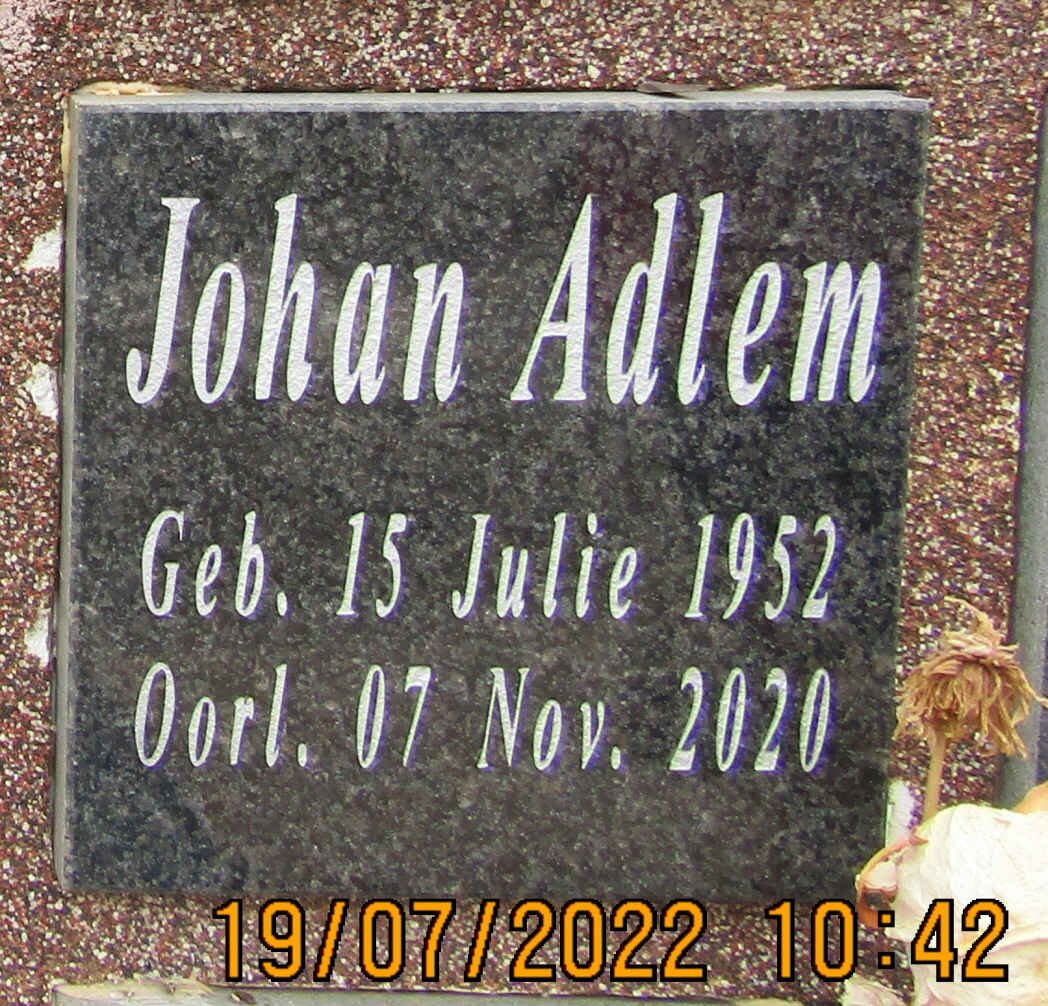 Johan Adlem
Geb. 15 Julie 1952
Oorl. 07 Nov. 2020
19/07/2022 10:42